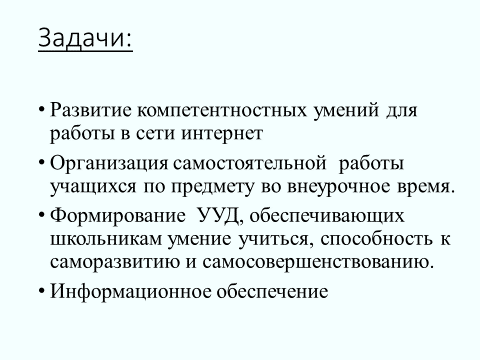 Задачи:
• Развитие компетентностных умений для
работы в сети интернет
• Организация самостоятельной работы
учащихся по предмету во внеурочное время.
• Формирование УУД, обеспечивающих
школьникам умение учиться, способность к
саморазвитию и самосовершенствованию.
• Информационное обеспечение